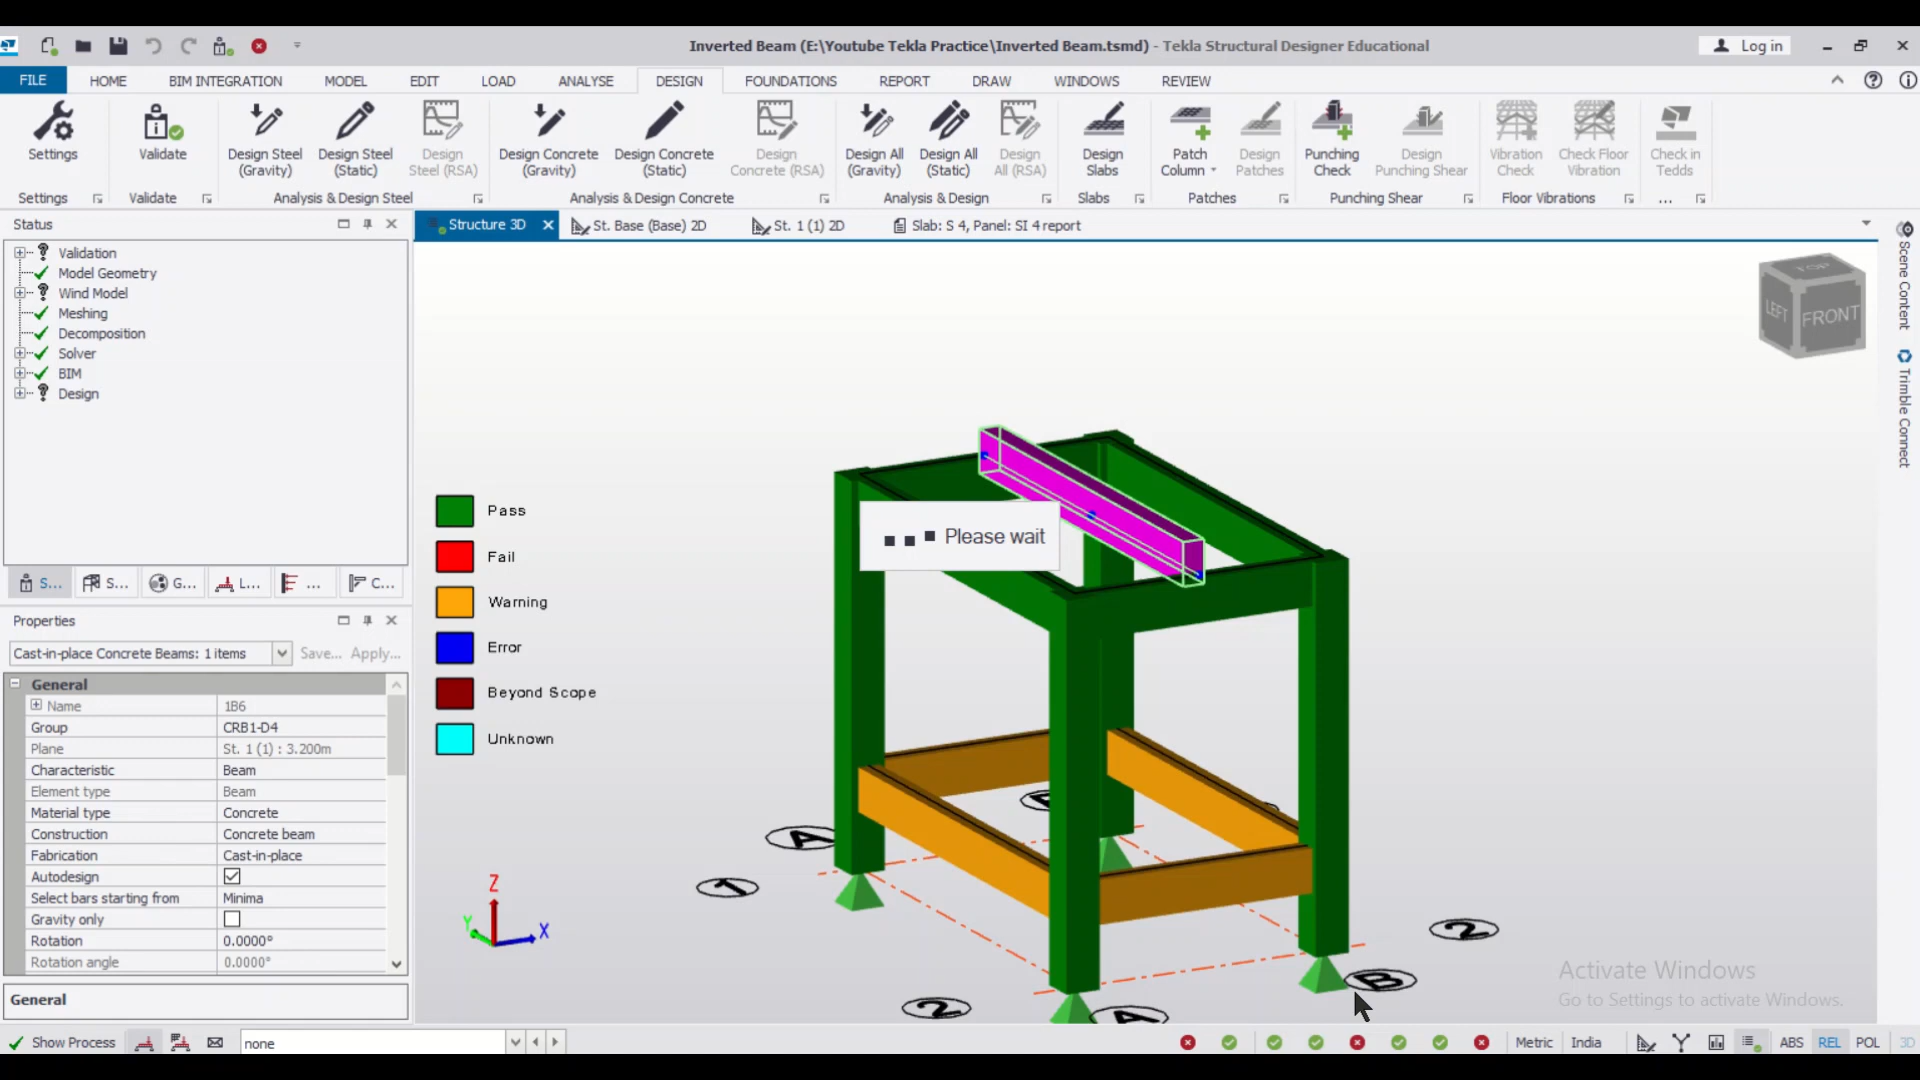 Inverted Beam (E:\Youtube Tekla Practice\Inverted Beam.tsmd) - Tekla Structural Designer Educational
Log in
FILE HOME BIM INTEGRATION MODEL EDIT LOAD ANALYSE DESIGN FOUNDATIONS REPORT DRAW WINDOWS REVIEW
Settings
Validate
Design Steel (Gravity)
Design Steel (Static)
Design Steel (RSA)
Design Concrete (Gravity)
Design Concrete (Static)
Design Concrete (RSA)
Design All (Gravity)
Design All (Static)
Design All (RSA)
Design Slabs
Patch Column
Design Patches
Punching Check
Design Punching Shear
Vibration Check
Check Floor Vibration
Check in Tedds
Settings Validate Analysis & Design Steel Analysis & Design Concrete Analysis & Design Slabs Patches Punching Shear Floor Vibrations ...
Status
Structure 3D
St. Base (Base) 2D
St. 1 (1) 2D
Slab: S 4, Panel: SI 4 report
Validation
Model Geometry
Wind Model
Meshing
Decomposition
Solver
BIM
Design
S... S... G... L... ... C...
Properties
Cast-in-place Concrete Beams: 1 items Save... Apply...
General
Name 1B6
Group CRB1-D4
Plane St. 1 (1) : 3.200m
Characteristic Beam
Element type Beam
Material type Concrete
Construction Concrete beam
Fabrication Cast-in-place
Autodesign
Select bars starting from Minima
Gravity only
Rotation 0.0000°
Rotation angle 0.0000°
General
Pass
Fail
Warning
Error
Beyond Scope
Unknown
Please wait
TOP
LEFT FRONT
Scene Content
Trimble Connect
Z
Y X
A
1
2
A
B
2
Activate Windows
Go to Settings to activate Windows.
Show Process
none
Metric India ABS REL POL 3D